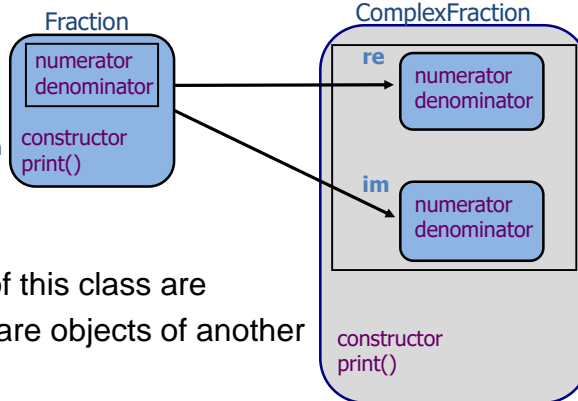 Fraction
numerator
denominator
constructor
print()
ComplexFraction
re
numerator
denominator
im
numerator
denominator
constructor
print()
of this class are
are objects of another